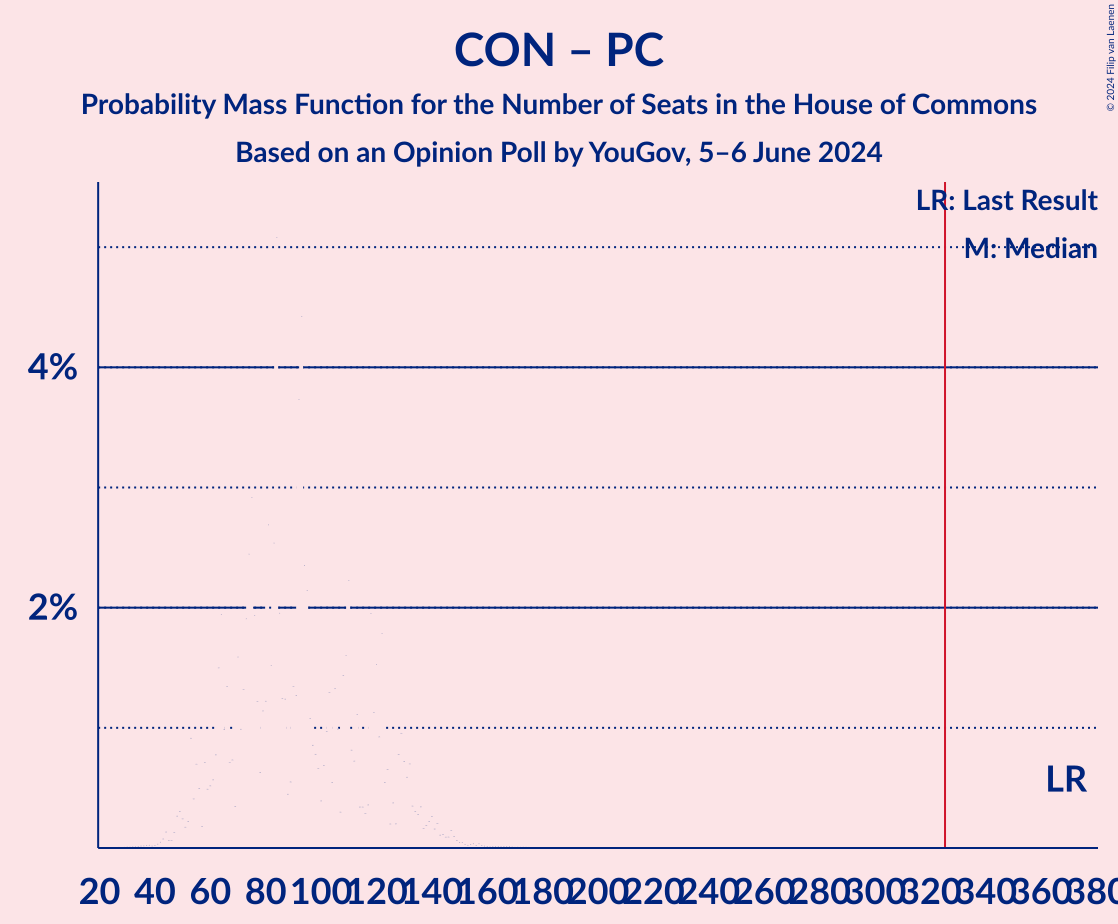 CON – PC
Probability Mass Function for the Number of Seats in the House of Commons
Based on an Opinion Poll by YouGov, 5–6 June 2024
© 2024 Filip van Laenen
LR: Last Result
M: Median
4%
2%
LR
20 40 60 80 100 120 140 160 180 200 220 240 260 280 300 320 340 360 380